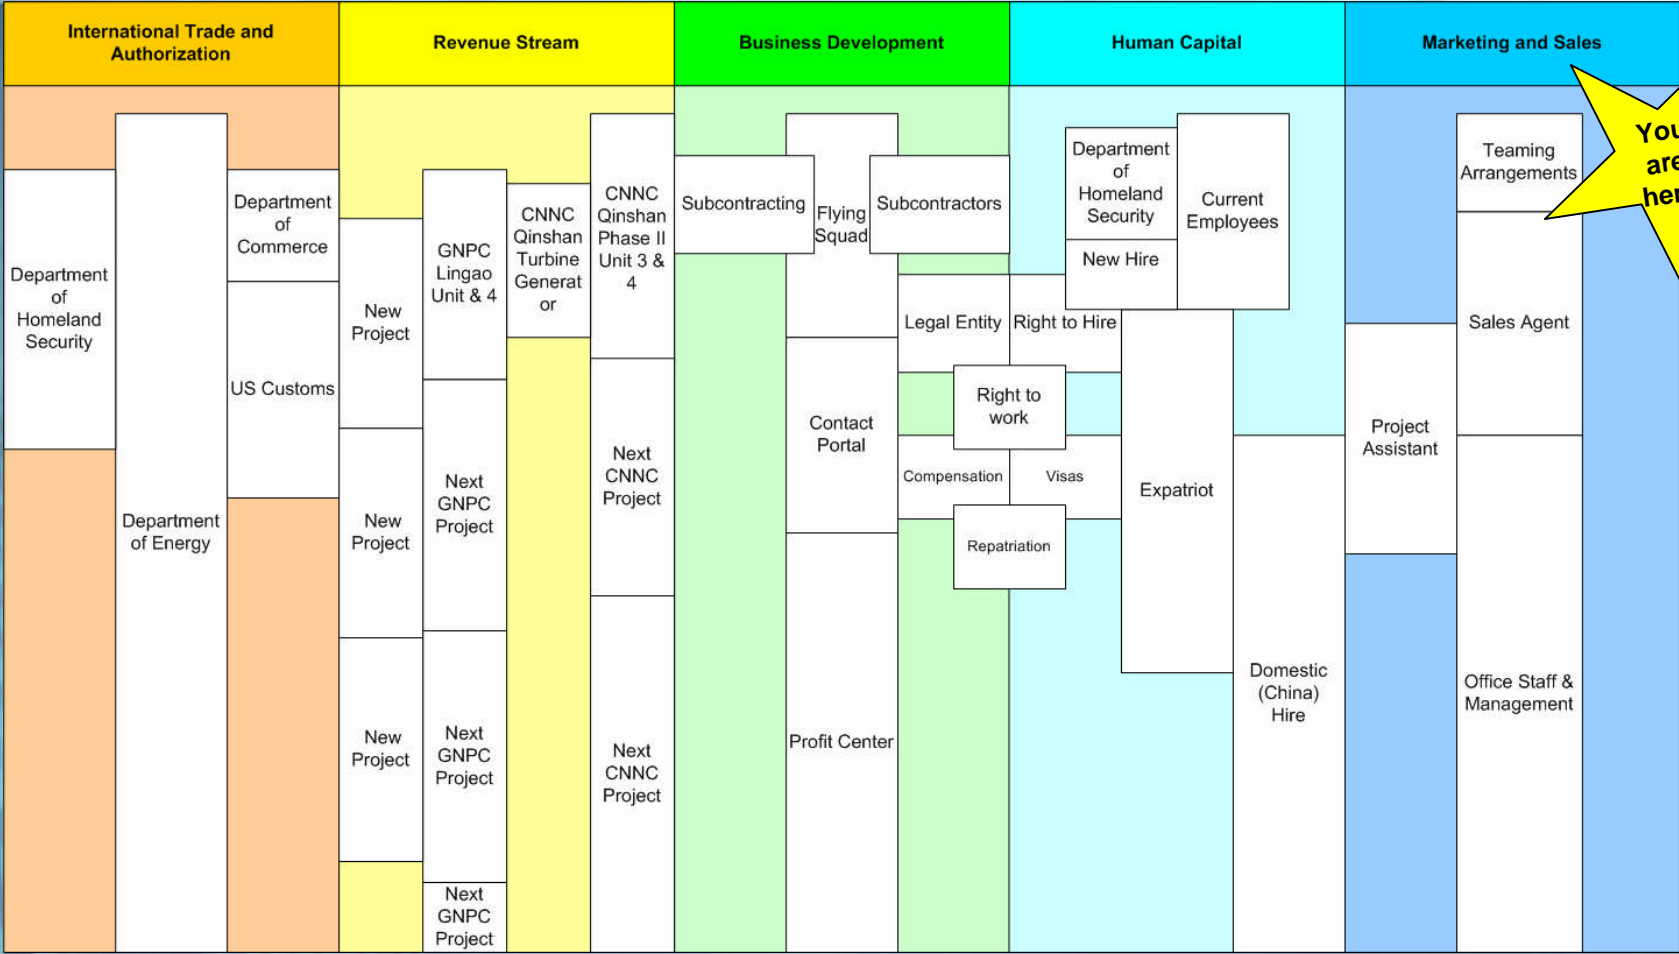 International Trade and
Authorization
Revenue Stream
Business Development
Human Capital
Marketing and Sales
Department
of
Homeland
Security
Department
of Energy
Department
of
Commerce
US Customs
New
Project
New
Project
New
Project
GNPC
Lingao
Unit & 4
Next
GNPC
Project
Next
GNPC
Project
Next
GNPC
Project
CNNC
Qinshan
Turbine
Generat
or
CNNC
Qinshan
Phase II
Unit 3 &
4
Next
CNNC
Project
Next
CNNC
Project
Subcontracting
Flying
Squad
Subcontractors
Contact
Portal
Profit Center
Legal Entity
Right to Hire
Right to
work
Compensation
Visas
Repatriation
Department
of
Homeland
Security
New Hire
Current
Employees
Expatriot
Domestic
(China)
Hire
Project
Assistant
Teaming
Arrangements
Sales Agent
Office Staff &
Management
You
are
her